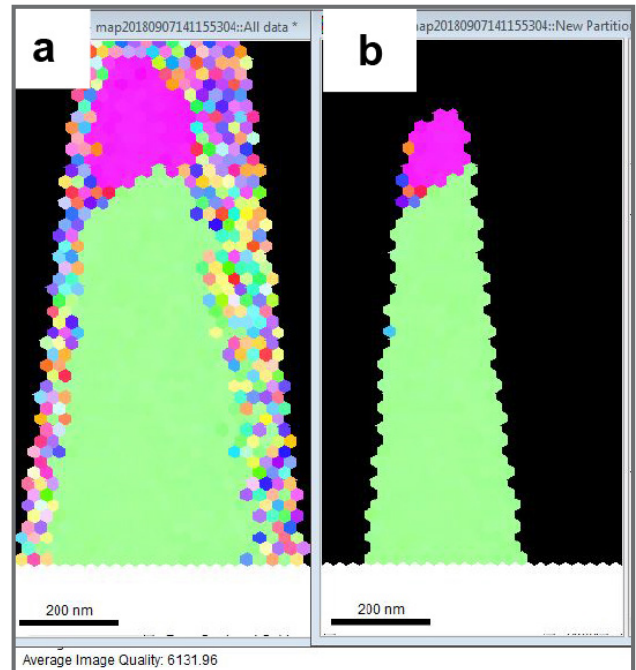 a
map20180907141155304::All data *
b
map20180907141155304::New Partition
200 nm
200 nm
Average Image Quality: 6131.96